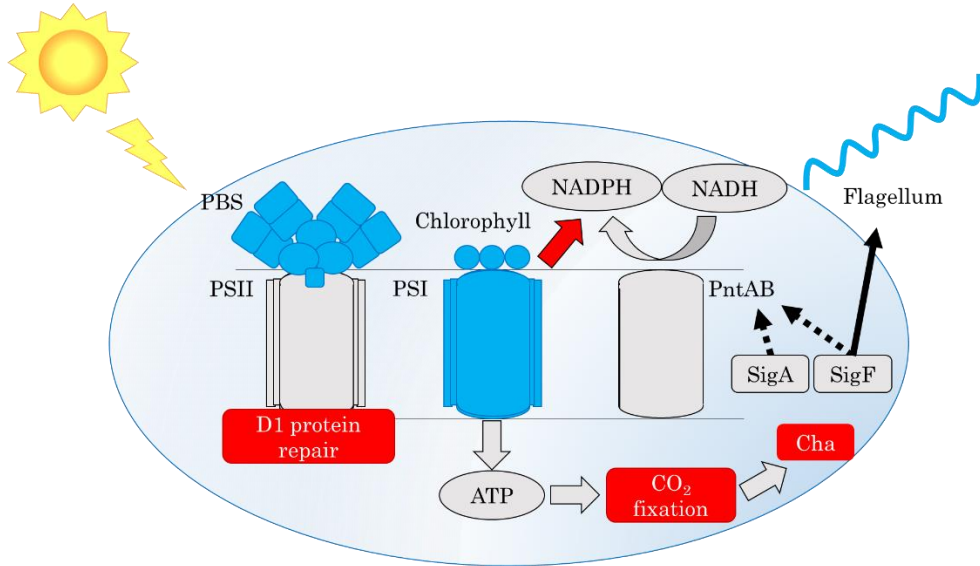 NADPH
NADH
PBS
Flagellum
Chlorophyll
PSII
PSI
PntAB
SigA
SigF
D1 protein
repair
Cha
ATP
CO₂
fixation